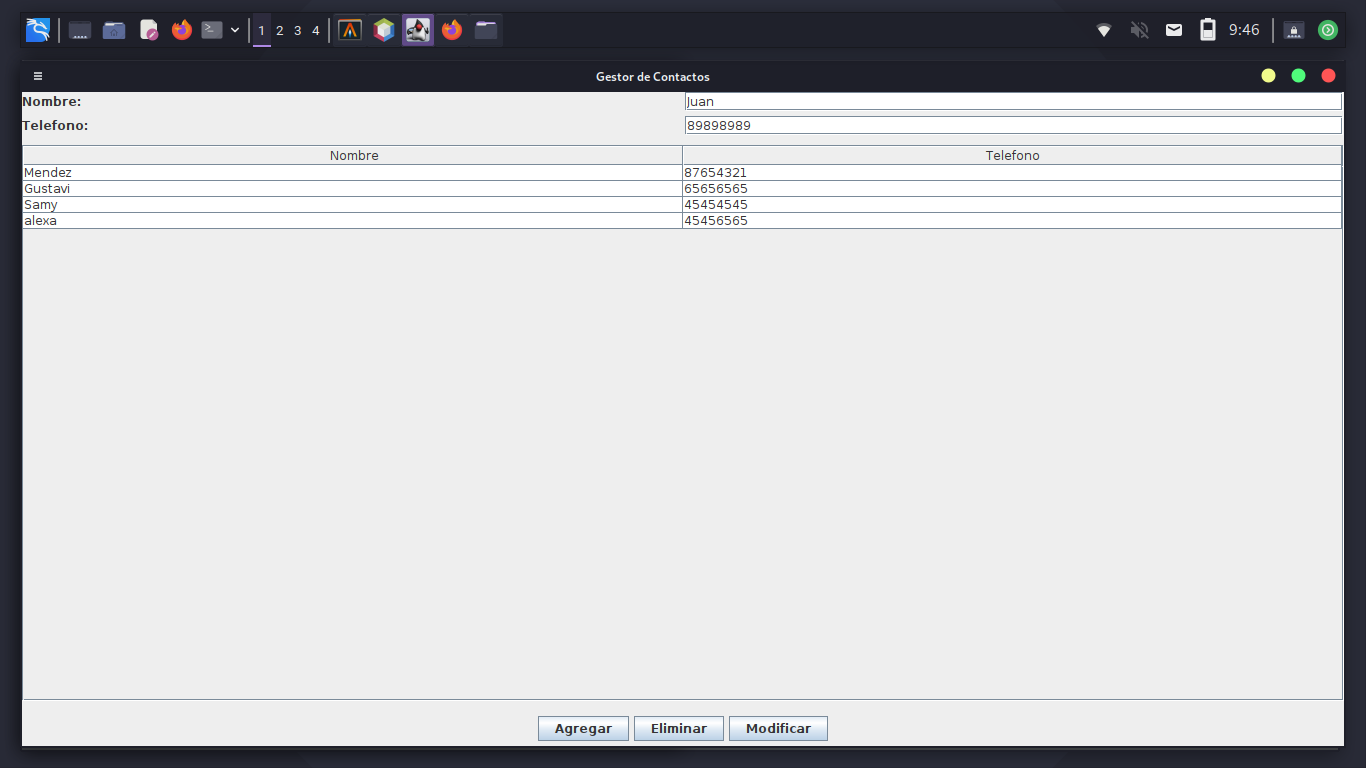 1 2 3 4 9:46
Gestor de Contactos
Nombre: Juan
Telefono: 89898989
Nombre Telefono
Mendez 87654321
Gustavi 65656565
Samy 45454545
alexa 45456565
Agregar Eliminar Modificar